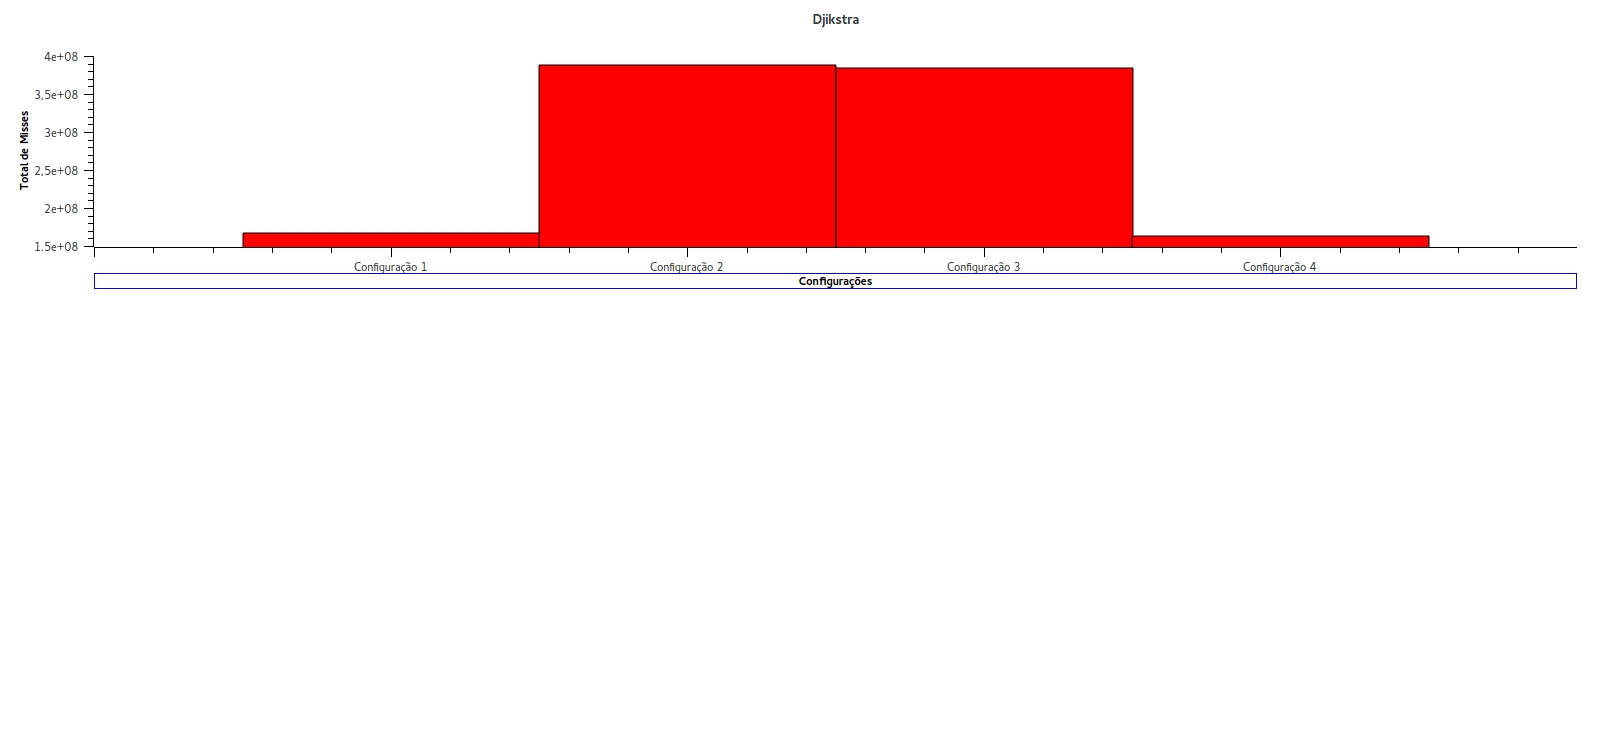 Djikstra
4e+08
3,5e+08
3e+08
2,5e+08
2e+08
1,5e+08
Total de Misses
Configuração 1
Configuração 2
Configuração 3
Configuração 4
Configurações